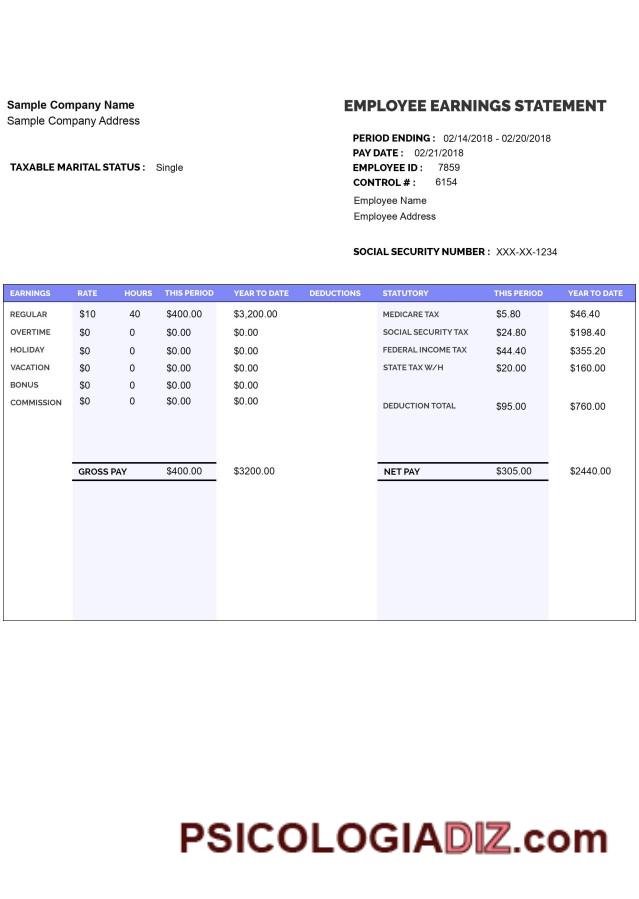 Sample Company Name
Sample Company Address
TAXABLE MARITAL STATUS : Single
EMPLOYEE EARNINGS STATEMENT
PERIOD ENDING : 02/14/2018 - 02/20/2018
PAY DATE : 02/21/2018
EMPLOYEE ID : 7859
CONTROL # : 6154
Employee Name
Employee Address
SOCIAL SECURITY NUMBER : XXX-XX-1234
EARNINGS RATE HOURS THIS PERIOD YEAR TO DATE DEDUCTIONS STATUTORY THIS PERIOD YEAR TO DATE
REGULAR $10 40 $400.00 $3,200.00 MEDICARE TAX $5.80 $46.40
OVERTIME $0 0 $0.00 $0.00 SOCIAL SECURITY TAX $24.80 $198.40
HOLIDAY $0 0 $0.00 $0.00 FEDERAL INCOME TAX $44.40 $355.20
VACATION $0 0 $0.00 $0.00 STATE TAX W/H $20.00 $160.00
BONUS $0 0 $0.00 $0.00
COMMISSION $0 0 $0.00 $0.00 DEDUCTION TOTAL $95.00 $760.00
GROSS PAY $400.00 $3200.00 NET PAY $305.00 $2440.00
PSICOLOGIADIZ.com